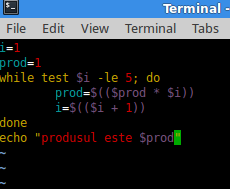 Terminal -
File Edit View Terminal Tabs
i=1
prod=1
while test $i -le 5; do
        prod=$(($prod * $i))
        i=$(($i + 1))
done
echo "produsul este $prod"
~
~
~